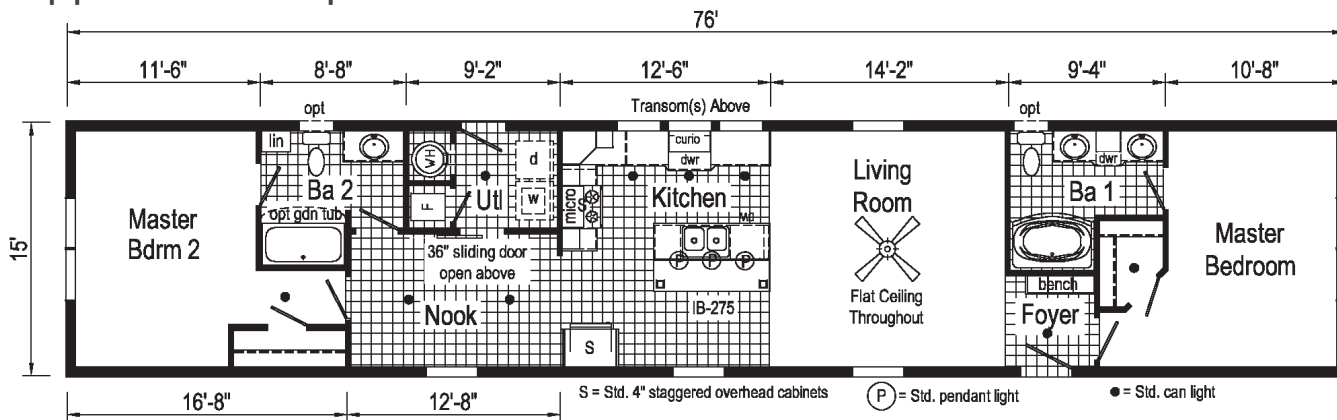 76'
11'-6" 8'-8" 9'-2" 12'-6" 14'-2" 9'-4" 10'-8"
opt
Transom(s) Above
opt
15'
lin
WH
d
curio
dwr
dwr
Ba 2
Utl
Kitchen
Living
Room
Ba 1
opt gdn tub
F
w
micro
S
Master
Bdrm 2
Master
Bedroom
36" sliding door
open above
P P P
Flat Ceiling
Throughout
bench
Nook
IB-275
Foyer
S
S = Std. 4" staggered overhead cabinets
P = Std. pendant light
= Std. can light
16'-8" 12'-8"